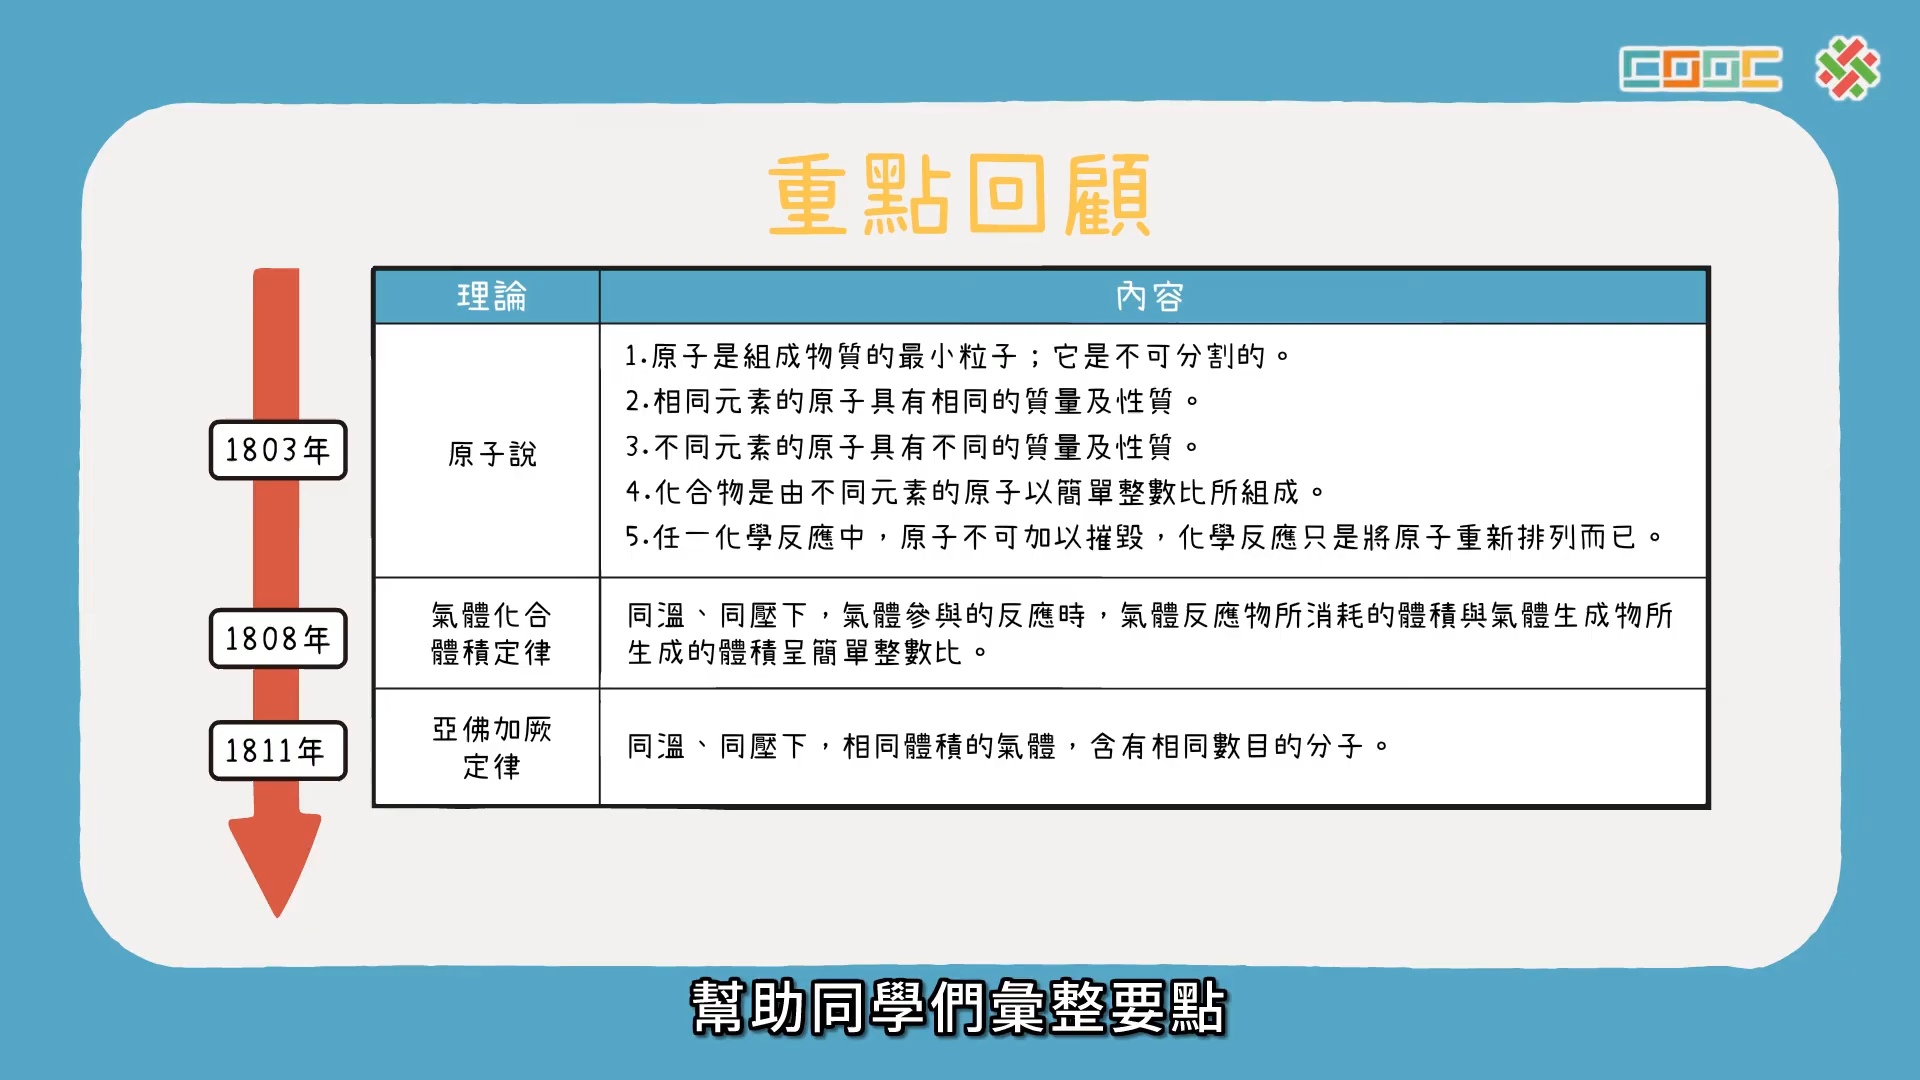 COOC
重點回顧
理論
內容
1803年
原子說
1.原子是組成物質的最小粒子；它是不可分割的。
2.相同元素的原子具有相同的質量及性質。
3.不同元素的原子具有不同的質量及性質。
4.化合物是由不同元素的原子以簡單整數比所組成。
5.任一化學反應中，原子不可加以摧毀，化學反應只是將原子重新排列而已。
1808年
氣體化合
體積定律
同溫、同壓下，氣體參與的反應時，氣體反應物所消耗的體積與氣體生成物所
生成的體積呈簡單整數比。
1811年
亞佛加厥
定律
同溫、同壓下，相同體積的氣體，含有相同數目的分子。
幫助同學們彙整要點